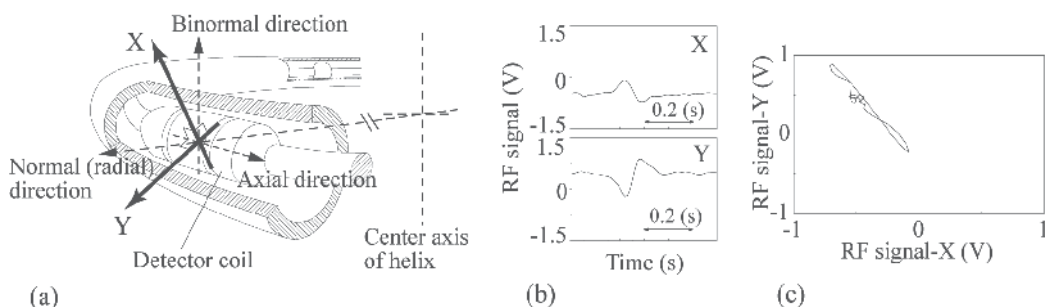 Binormal direction
X
Normal (radial)
direction
Axial direction
Y
Detector coil
Center axis
of helix
(a)
RF signal (V)
1.5
0
-1.5
X
0.2 (s)
1.5
0
-1.5
Y
0.2 (s)
Time (s)
(b)
RF signal-Y (V)
1
0
-1
-1
0
1
RF signal-X (V)
(c)